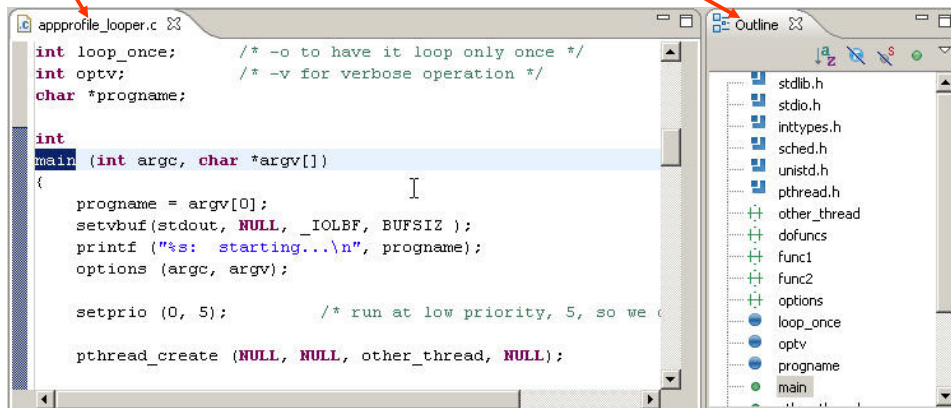 appprofile_looper.c
int loop_once;        /* -o to have it loop only once */
int optv;             /* -v for verbose operation */
char *progname;
int
main (int argc, char *argv[])
{
    progname = argv[0];
    setvbuf(stdout, NULL, _IOLBF, BUFSIZ );
    printf ("%s:  starting...\n", progname);
    options (argc, argv);
    setprio (0, 5);        /* run at low priority, 5, so we
    pthread_create (NULL, NULL, other_thread, NULL);
Outline
stdlib.h
stdio.h
inttypes.h
sched.h
unistd.h
pthread.h
other_thread
dofuncs
func1
func2
options
loop_once
optv
progname
main